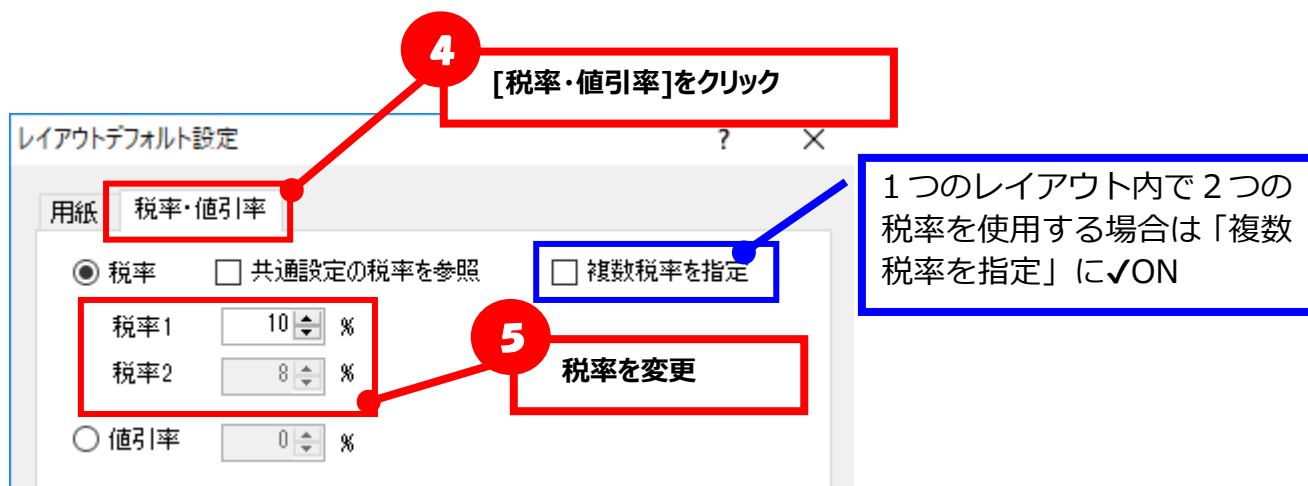 4
[税率･値引率]をクリック
レイアウトデフォルト設定 ? ×
用紙 税率･値引率
１つのレイアウト内で２つの
税率を使用する場合は「複数
税率を指定」に✔ON
税率 共通設定の税率を参照 複数税率を指定
税率1 10 %
5
税率を変更
税率2 8 %
値引率 0 %